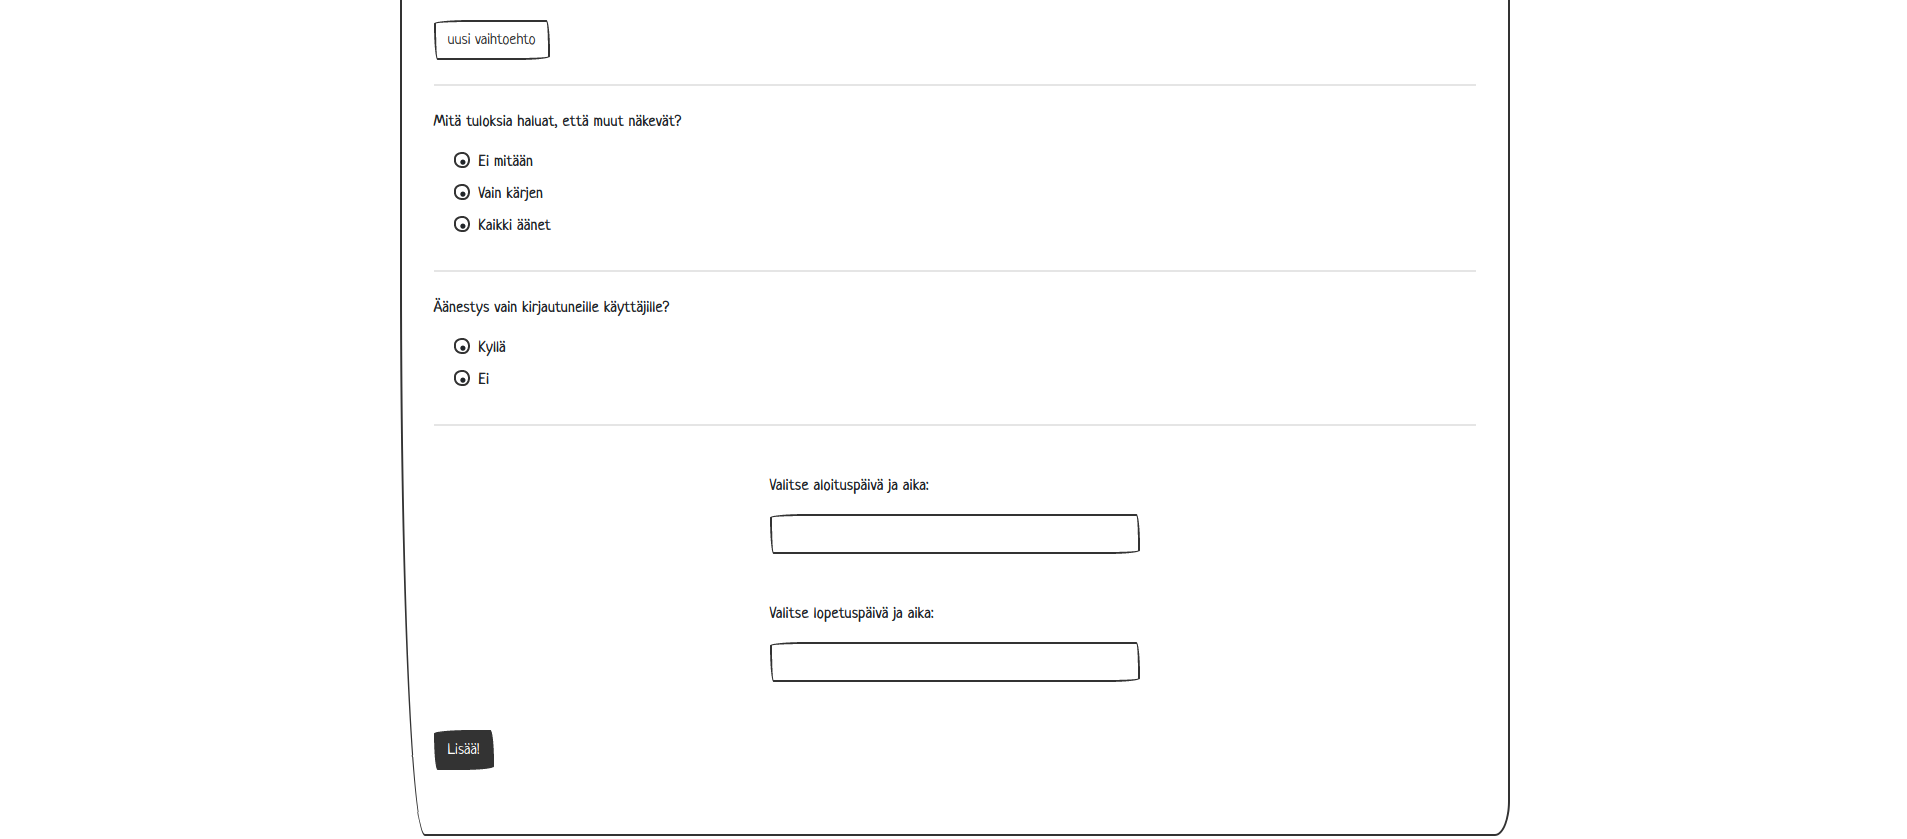 uusi vaihtoehto
Mitä tuloksia haluat, että muut näkevät?
Ei mitään
Vain kärjen
Kaikki äänet
Äänestys vain kirjautuneille käyttäjille?
Kyllä
Ei
Valitse aloituspäivä ja aika:
Valitse lopetuspäivä ja aika:
Lisää!